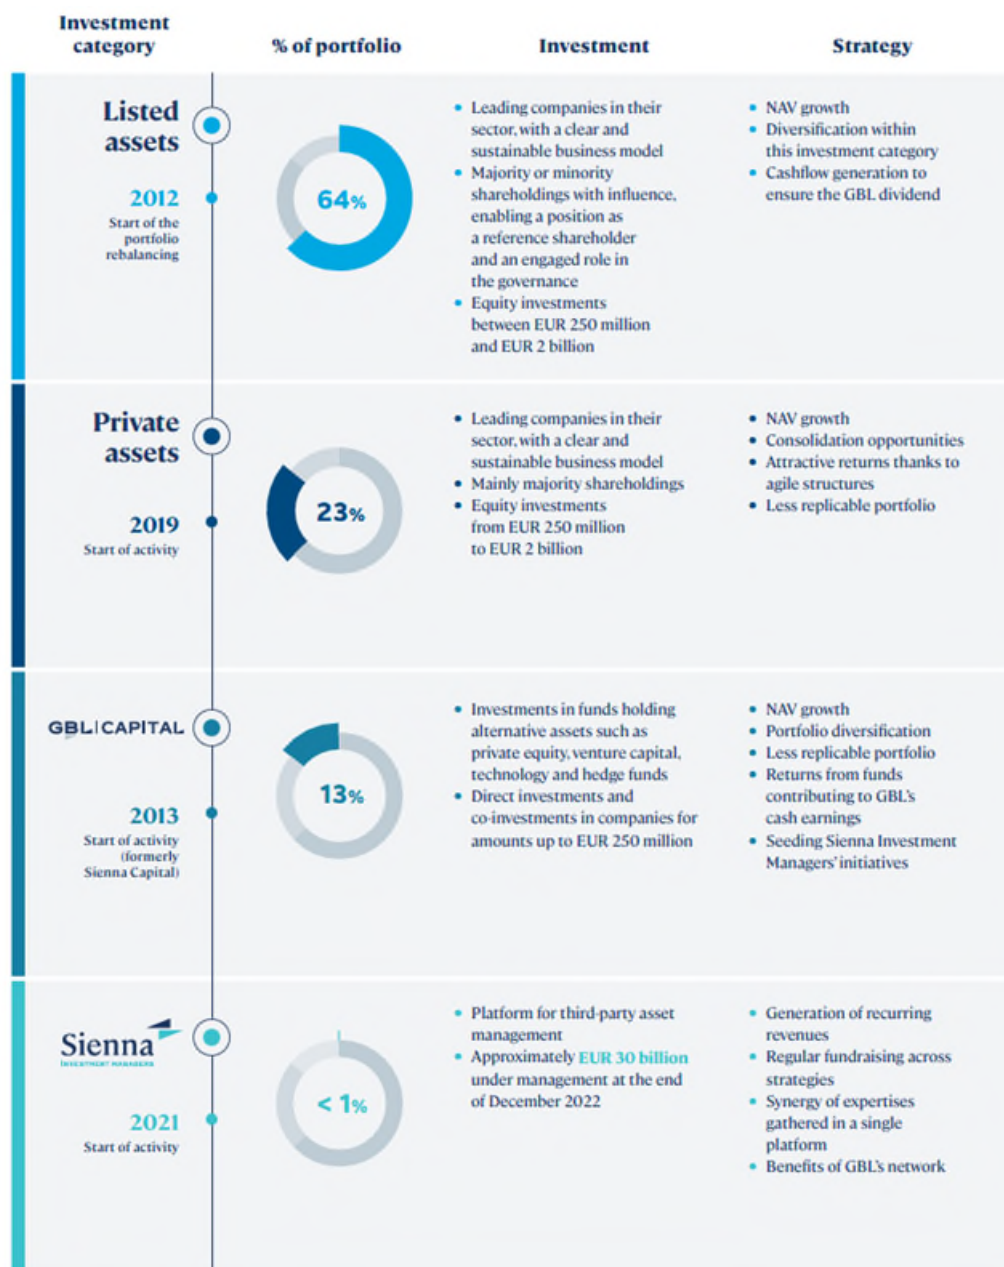 Investment
category
% of portfolio
Investment
Strategy
Listed
assets
2012
Start of the
portfolio
rebalancing
64%
• Leading companies in their
sector, with a clear and
sustainable business model
• Majority or minority
shareholdings with influence,
enabling a position as
a reference shareholder
and an engaged role in
the governance
• Equity investments
between EUR 250 million
and EUR 2 billion
• NAV growth
• Diversification within
this investment category
• Cashflow generation to
ensure the GBL dividend
Private
assets
2019
Start of activity
23%
• Leading companies in their
sector, with a clear and
sustainable business model
• Mainly majority shareholdings
• Equity investments
from EUR 250 million
to EUR 2 billion
• NAV growth
• Consolidation opportunities
• Attractive returns thanks to
agile structures
• Less replicable portfolio
GBL|CAPITAL
2013
Start of activity
(formerly
Sienna Capital)
13%
• Investments in funds holding
alternative assets such as
private equity, venture capital,
technology and hedge funds
• Direct investments and
co-investments in companies for
amounts up to EUR 250 million
• NAV growth
• Portfolio diversification
• Less replicable portfolio
• Returns from funds
contributing to GBL's
cash earnings
• Seeding Sienna Investment
Managers' initiatives
Sienna
INVESTMENT MANAGERS
2021
Start of activity
< 1%
• Platform for third-party asset
management
• Approximately EUR 30 billion
under management at the end
of December 2022
• Generation of recurring
revenues
• Regular fundraising across
strategies
• Synergy of expertises
gathered in a single
platform
• Benefits of GBL's network